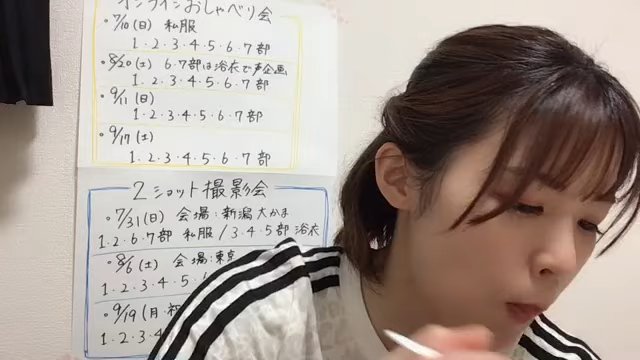 オンラインおしゃべり会
・7/10(日) 私服
1・2・3・4・5・6・7部
・8/20(土) 6・7部は浴衣で声企画
1・2・3・4・5・6・7部
・9/11(日)
1・2・3・4・5・6・7部
・9/17(土)
1・2・3・4・5・6・7部
2ショット撮影会
・7/31(日) 会場:新潟 大かま
1・2・6・7部 私服/3・4・5部 浴衣
・8/6(土) 会場:東京
1・2・3・4・5・6
・9/19(月・祝
1・2・3・4